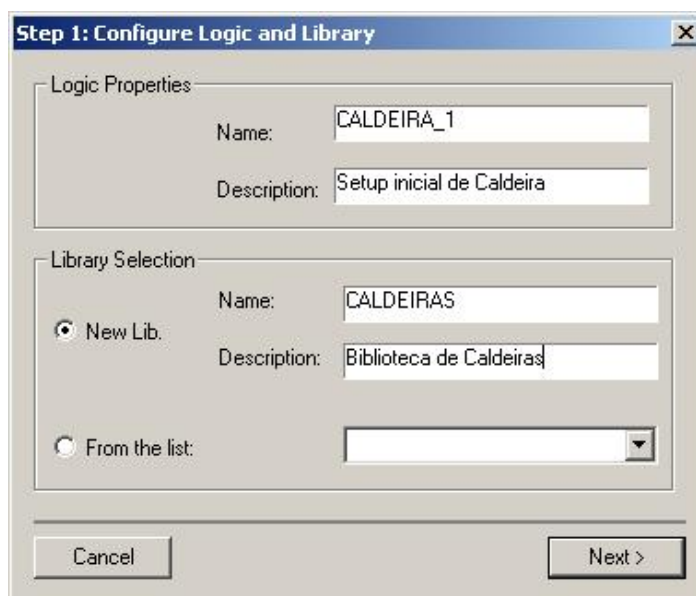 Step 1: Configure Logic and Library
Logic Properties
Name: CALDEIRA_1
Description: Setup inicial de Caldeira
Library Selection
New Lib.
Name: CALDEIRAS
Description: Biblioteca de Caldeiras
From the list:
Cancel Next >